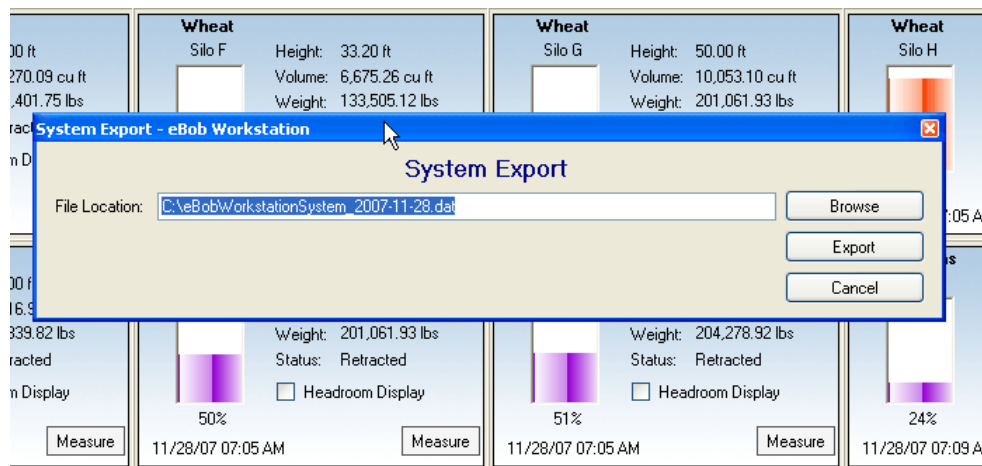 Wheat
Wheat
Wheat
00 ft
Silo F
Height: 33.20 ft
Silo G
Height: 50.00 ft
Silo H
270.09 cu ft
Volume: 6,675.26 cu ft
Volume: 10,053.10 cu ft
,401.75 lbs
Weight: 133,505.12 lbs
Weight: 201,061.93 lbs
System Export - eBob Workstation
System Export
File Location: C:\eBobWorkstationSystem_2007-11-28.dat
Browse
:05 A
Export
Cancel
00 f
16.9
339.82 lbs
Weight: 201,061.93 lbs
Weight: 204,278.92 lbs
racted
Status: Retracted
Status: Retracted
n Display
Headroom Display
Headroom Display
50%
51%
24%
Measure
11/28/07 07:05 AM
Measure
11/28/07 07:05 AM
Measure
11/28/07 07:09 A